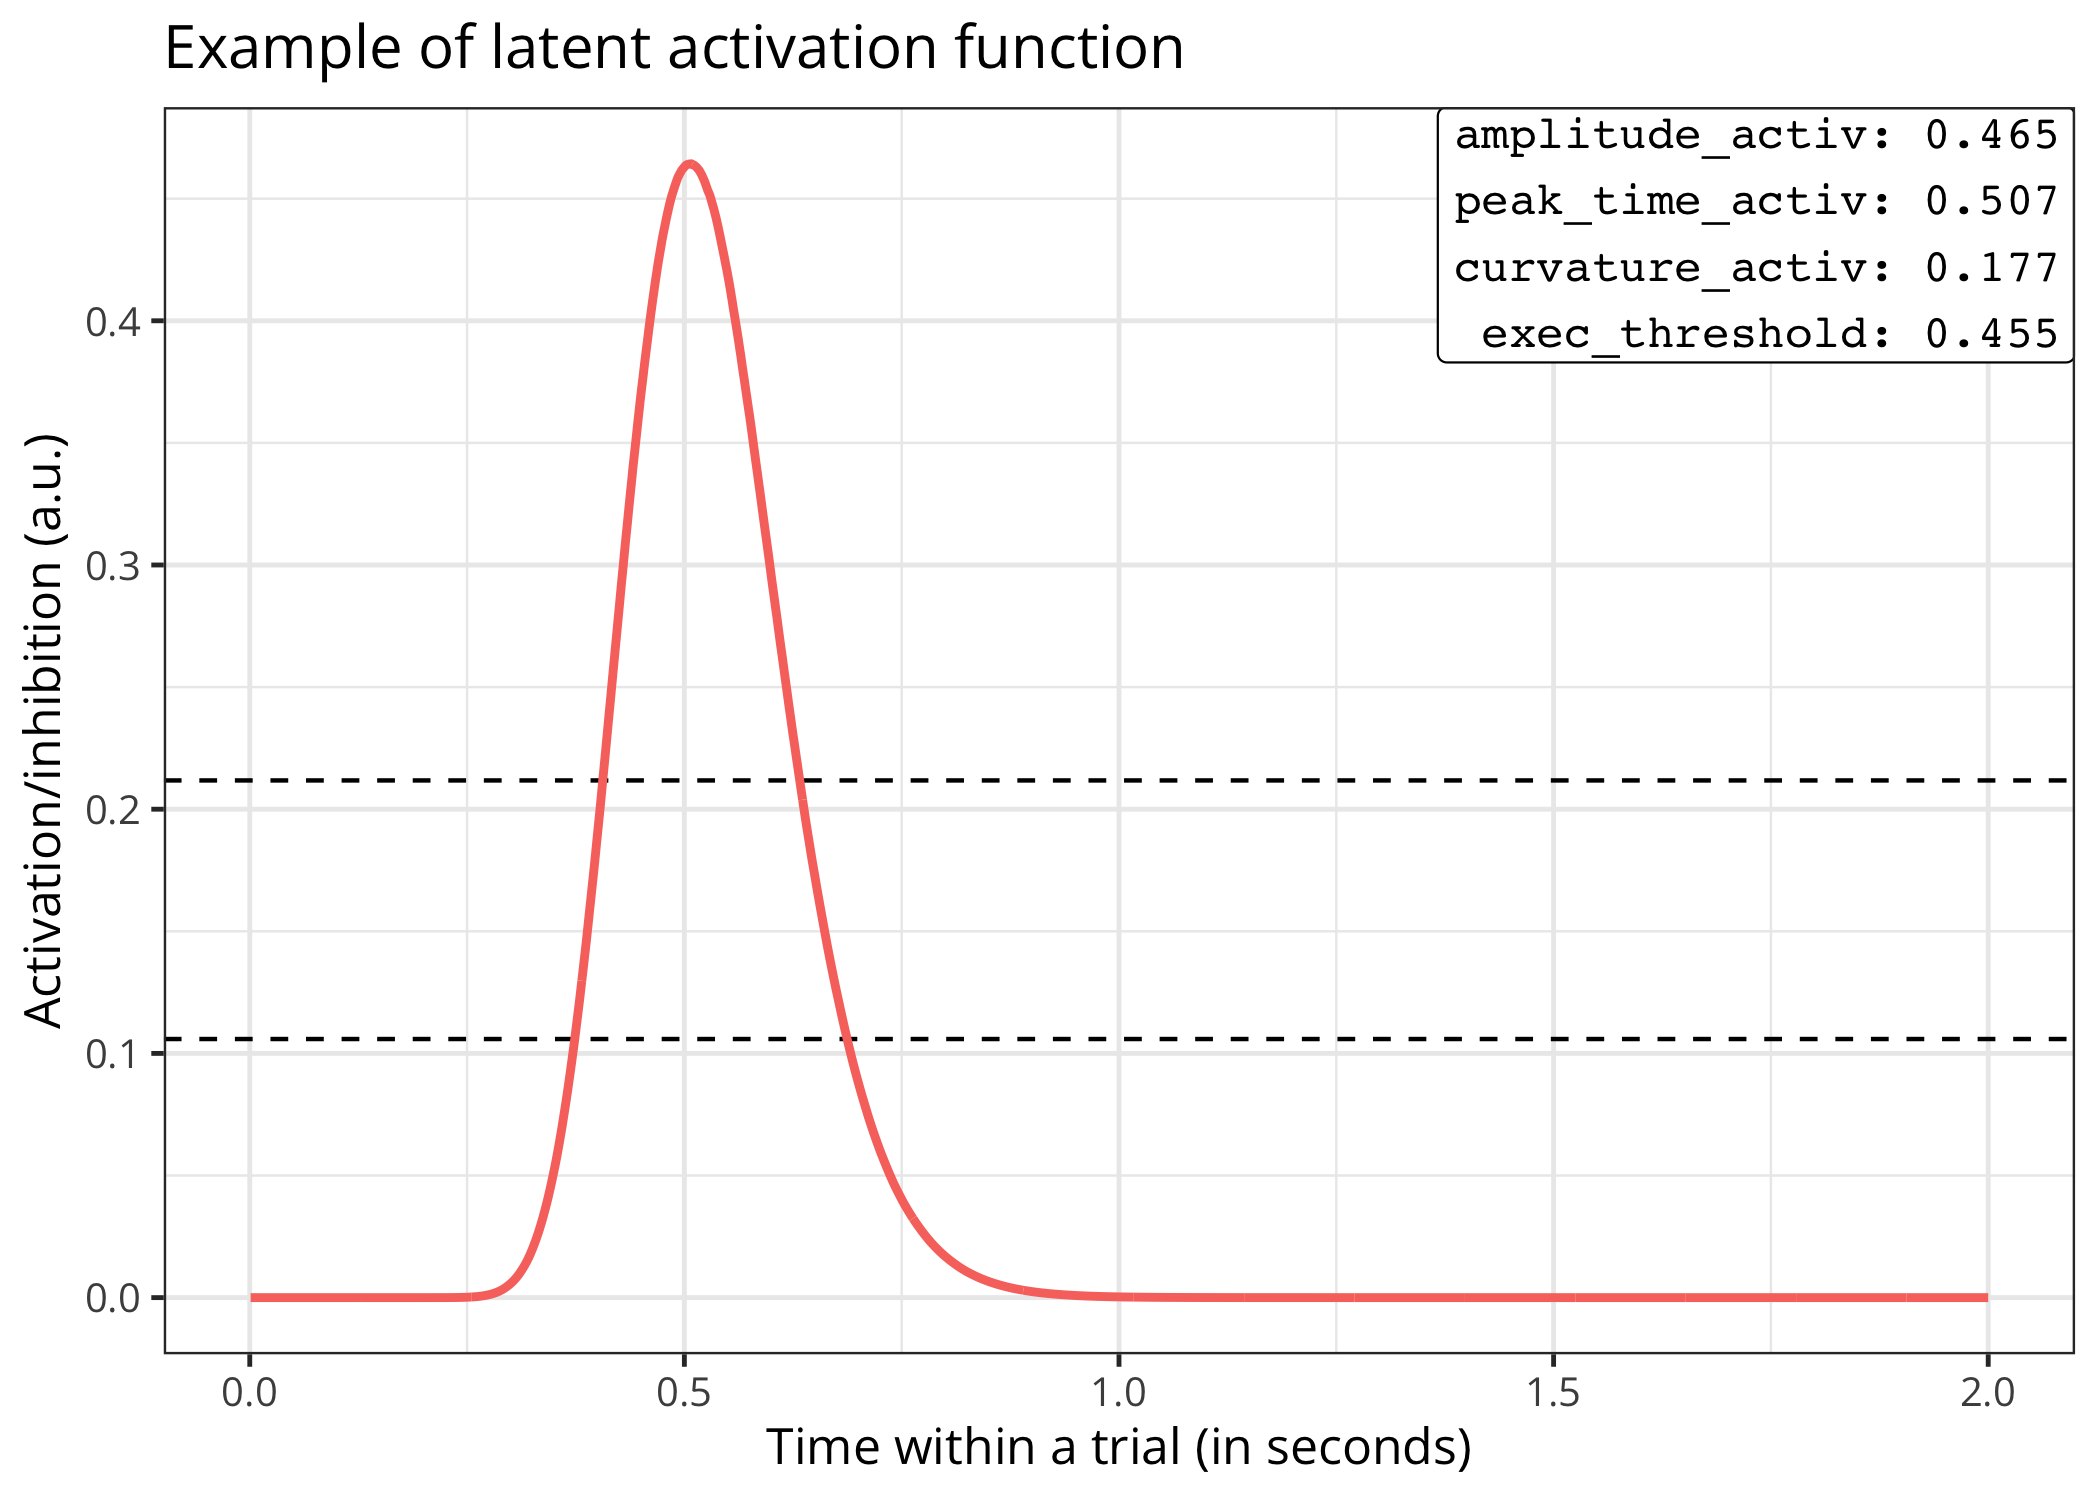 Example of latent activation function
amplitude_activ: 0.465
peak_time_activ: 0.507
curvature_activ: 0.177
exec_threshold: 0.455
Activation/inhibition (a.u.)
0.4
0.3
0.2
0.1
0.0
0.0 0.5 1.0 1.5 2.0
Time within a trial (in seconds)